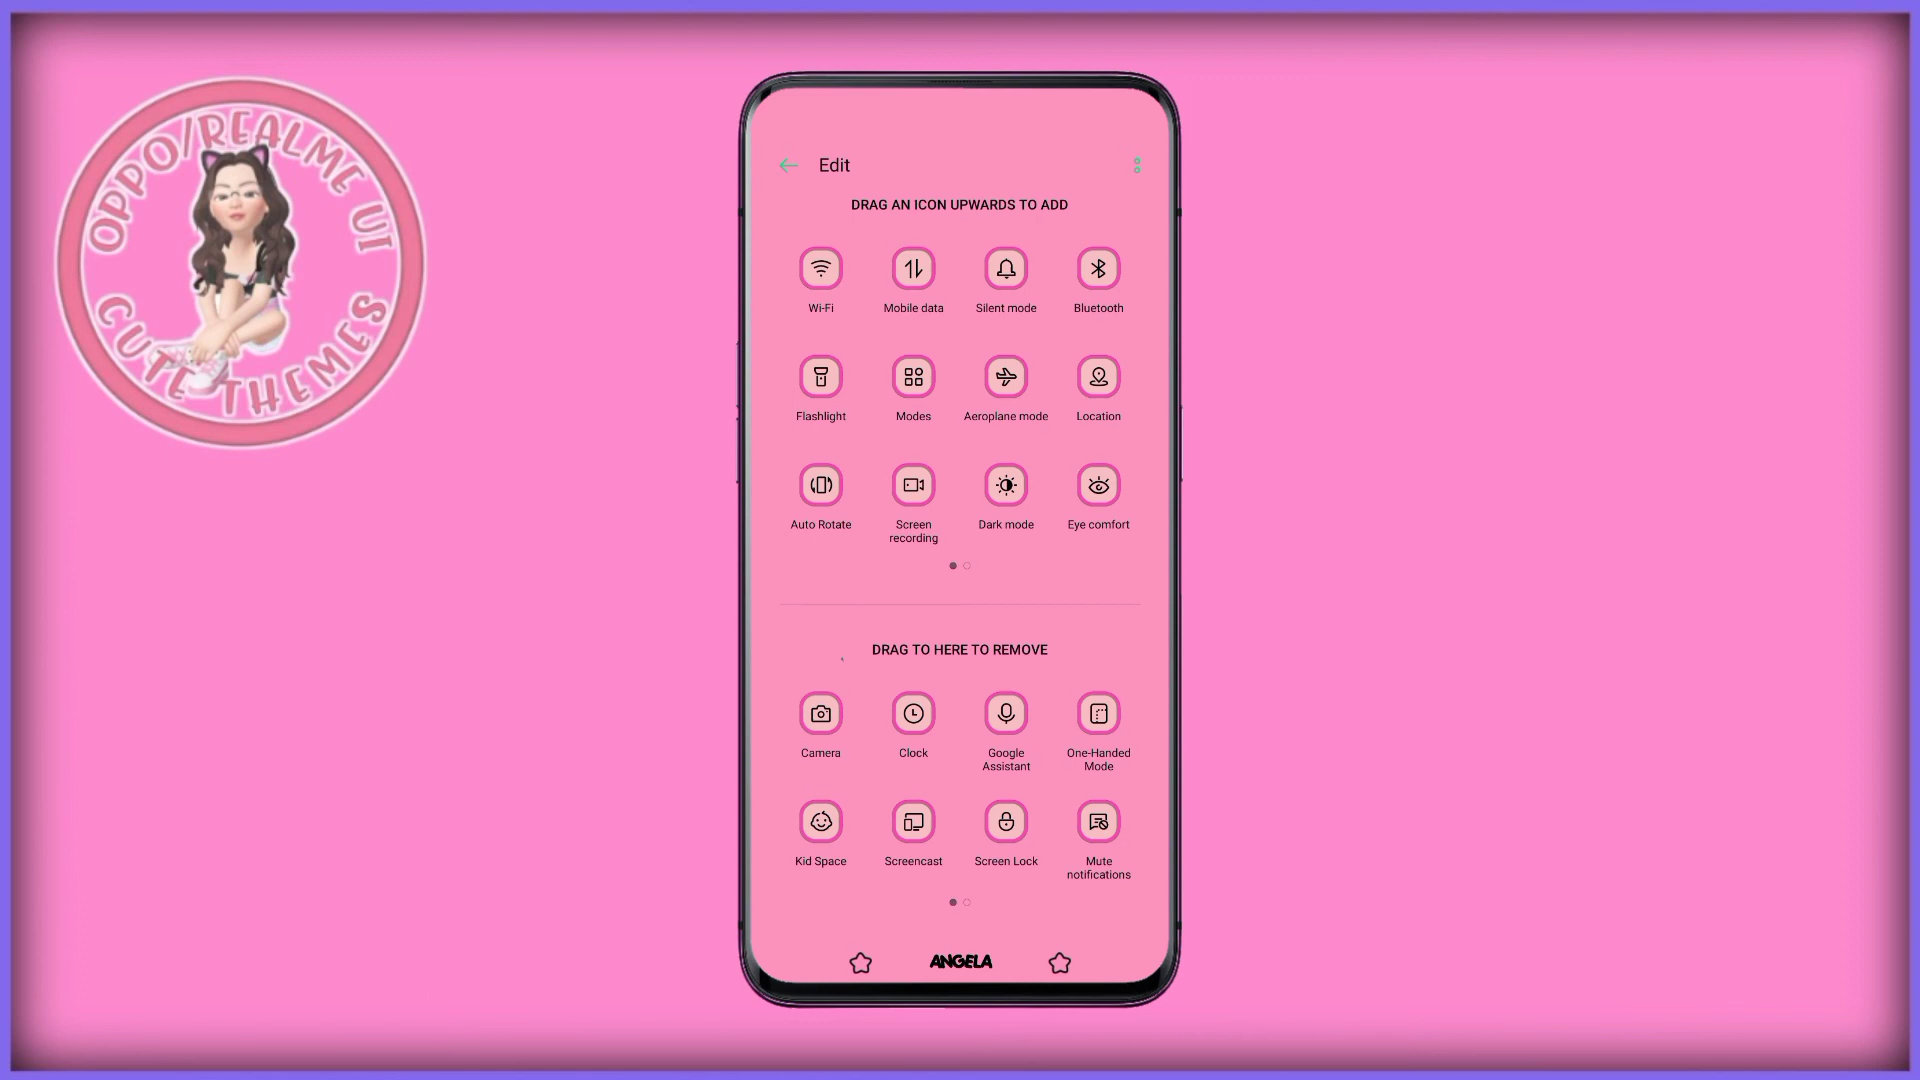 OPPO/REALME UI
CUTE THEMES
Edit
DRAG AN ICON UPWARDS TO ADD
Wi-Fi
Mobile data
Silent mode
Bluetooth
Flashlight
Modes
Aeroplane mode
Location
Auto Rotate
Screen
recording
Dark mode
Eye comfort
DRAG TO HERE TO REMOVE
Camera
Clock
Google
Assistant
One-Handed
Mode
Kid Space
Screencast
Screen Lock
Mute
notifications
ANGELA